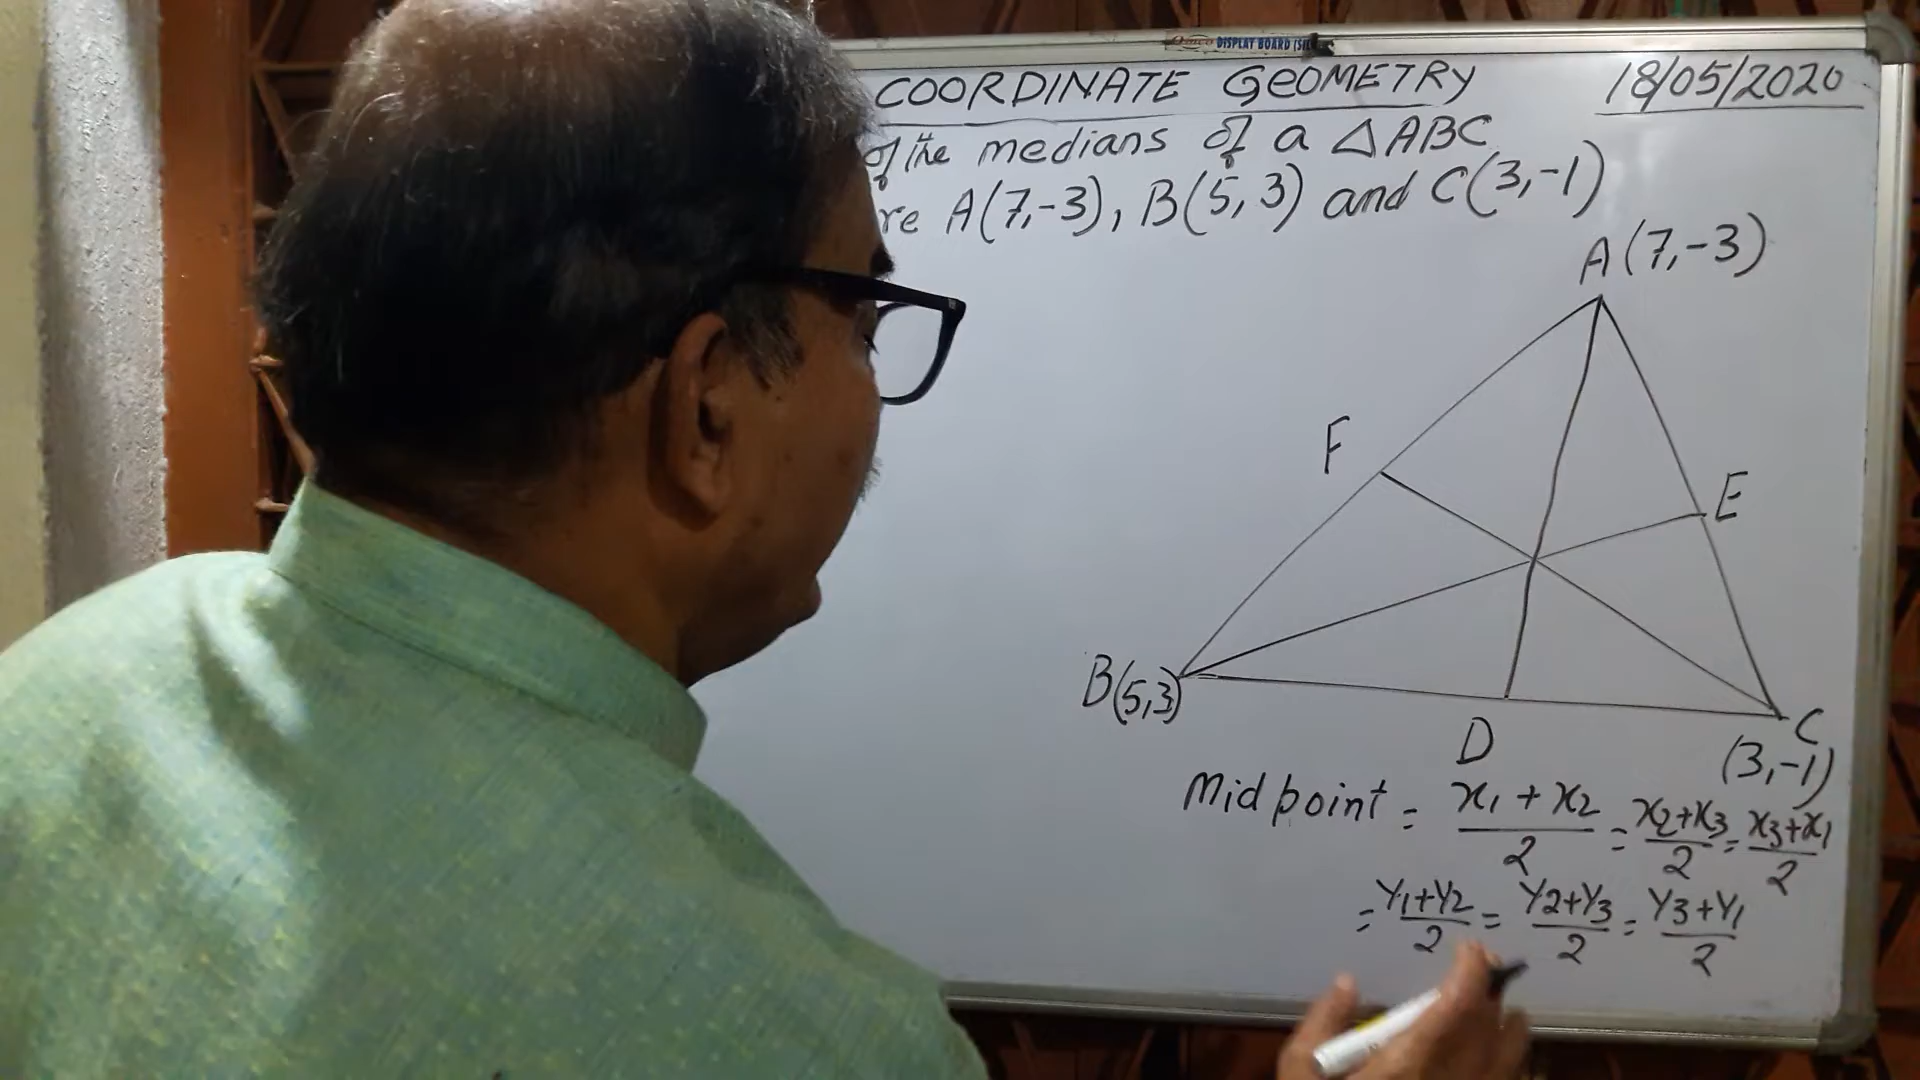 DISPLAY BOARD
COORDINATE GEOMETRY 18/05/2020
of the medians of a △ABC
re A(7,-3), B(5,3) and C(3,-1)
A(7,-3)
F
E
B(5,3)
D
C
(3,-1)
Midpoint = x1+x2/2 = x2+x3/2 = x3+x1/2
= Y1+Y2/2 = Y2+Y3/2 = Y3+Y1/2